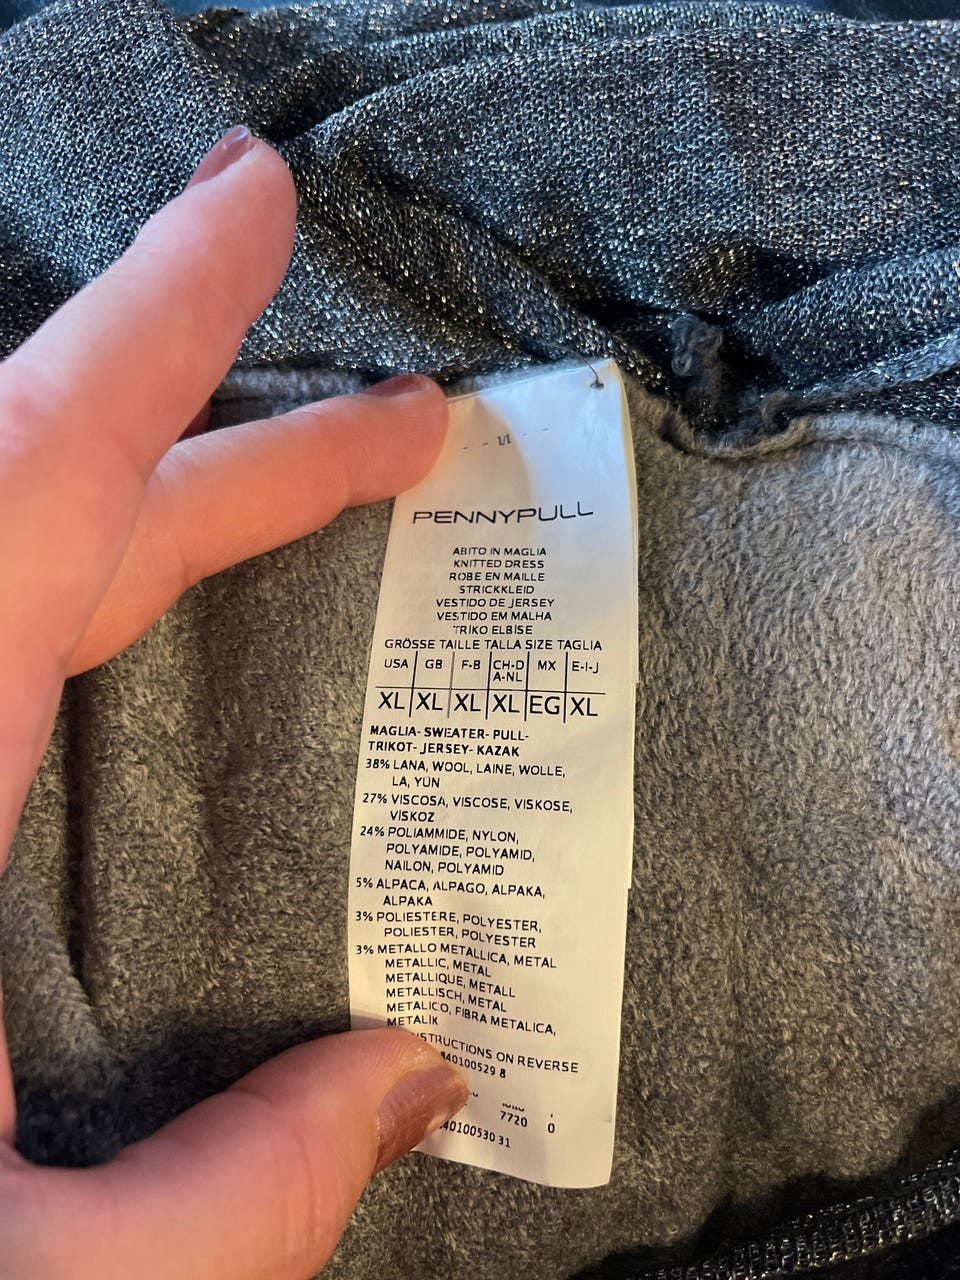 1/1
PENNYPULL
ABITO IN MAGLIA
KNITTED DRESS
ROBE EN MAILLE
STRICKKLEID
VESTIDO DE JERSEY
VESTIDO EM MALHA
TRIKO ELBISE
GRÖSSE TAILLE TALLA SIZE TAGLIA
USA GB F-B CH-D A-NL MX E-I-J
XL XL XL XL EG XL
MAGLIA- SWEATER- PULL-
TRIKOT- JERSEY- KAZAK
38% LANA, WOOL, LAINE, WOLLE,
LA, YÜN
27% VISCOSA, VISCOSE, VISKOSE,
VİSKOZ
24% POLIAMMIDE, NYLON,
POLYAMIDE, POLYAMID,
NAILON, POLYAMID
5% ALPACA, ALPAGO, ALPAKA,
ALPAKA
3% POLIESTERE, POLYESTER,
POLIESTER, POLYESTER
3% METALLO METALLICA, METAL
METALLIC, METAL
METALLIQUE, METALL
METALLISCH, METAL
METALICO, FIBRA METALICA,
METALİK
INSTRUCTIONS ON REVERSE
840100529 8
7720 0
40100530 31